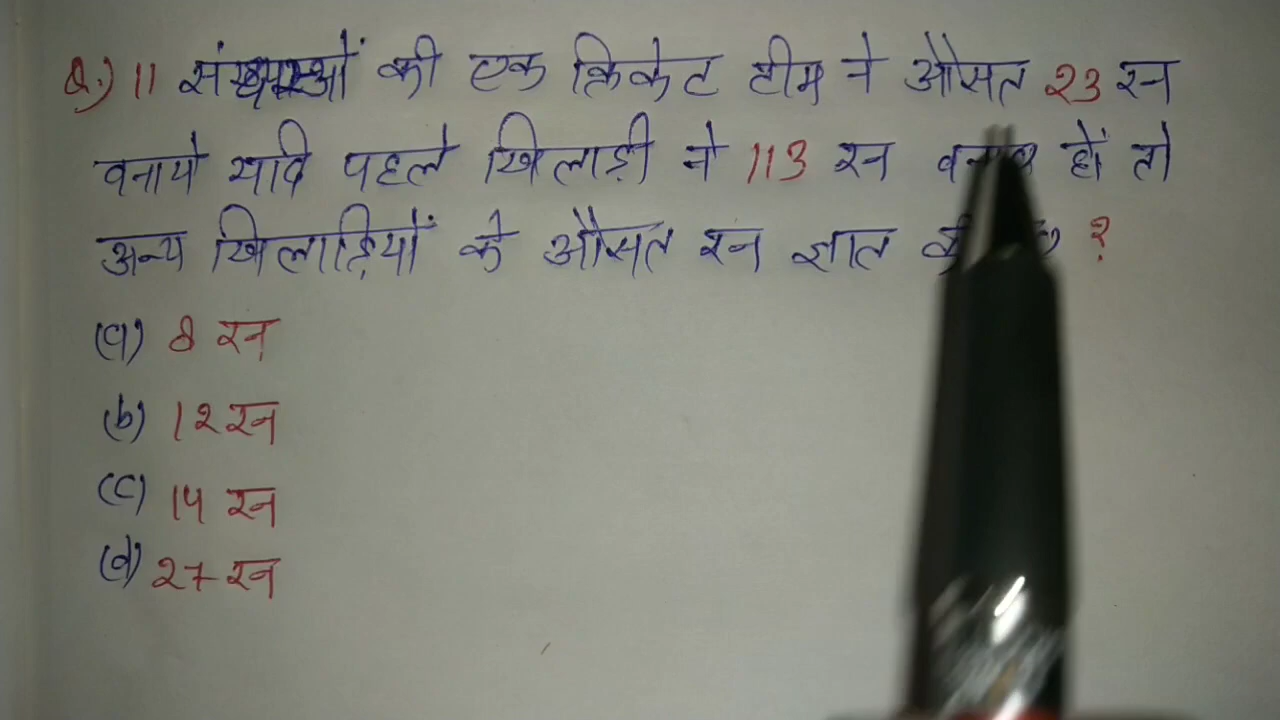 Q.) 11 की एक क्रिकेट टीम ने औसत 23 रन
वनाये यदि पहले खिलाड़ी ने 113 रन हों तो
अन्य खिलाड़ियों के औसत रन ज्ञात ?
(a) 8 रन
(b) 12 रन
(c) 14 रन
(d) 27 रन